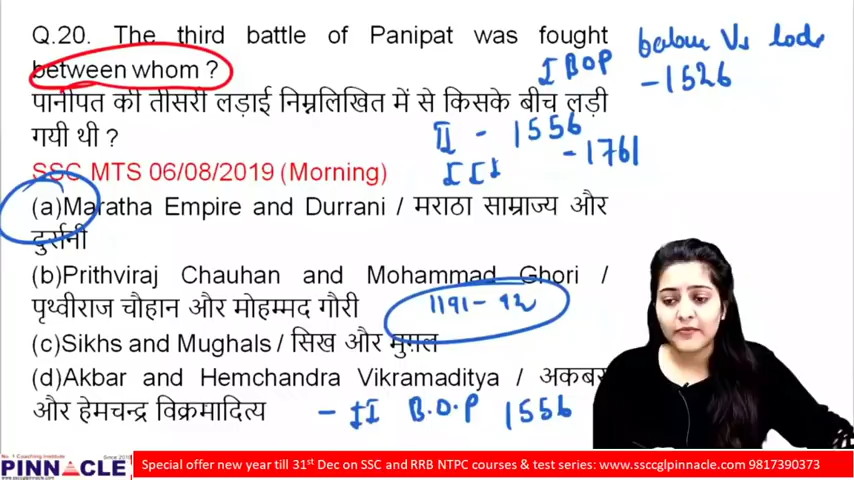 Q.20. The third battle of Panipat was fought
between whom ?
पानीपत की तीसरी लड़ाई निम्नलिखित में से किसके बीच लड़ी
गयी थी ?
SSC MTS 06/08/2019 (Morning)
(a)Maratha Empire and Durrani / मराठा साम्राज्य और
दुर्रानी
(b)Prithviraj Chauhan and Mohammad Ghori /
पृथ्वीराज चौहान और मोहम्मद गौरी
(c)Sikhs and Mughals / सिख और मुग़ल
(d)Akbar and Hemchandra Vikramaditya / अकबर
और हेमचन्द्र विक्रमादित्य
I BOP
Vs
-1526
II - 1556
III -1761
1191-92
- II B.O.P 1556
No. 1 Coaching Institute
PINNACLE
Special offer new year till 31st Dec on SSC and RRB NTPC courses & test series: www.ssccglpinnacle.com 9817390373